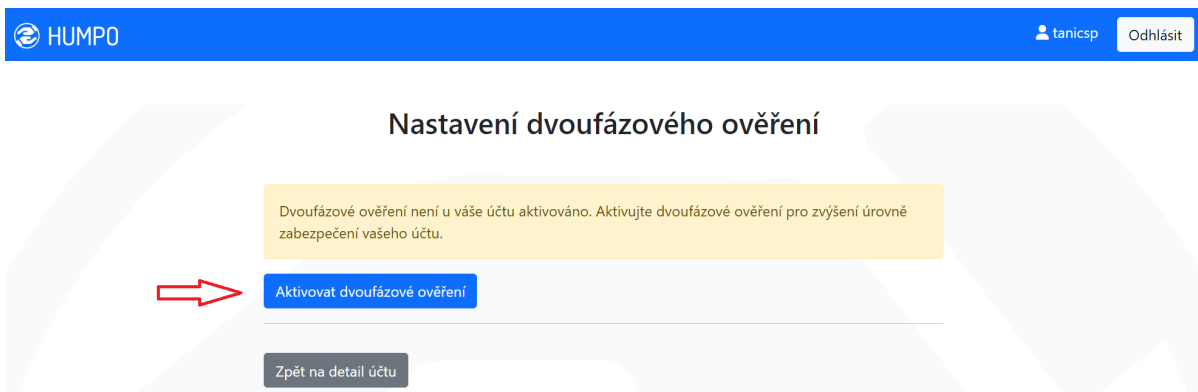 HUMPO
tanicsp
Odhlásit
Nastavení dvoufázového ověření
Dvoufázové ověření není u váše účtu aktivováno. Aktivujte dvoufázové ověření pro zvýšení úrovně
zabezpečení vašeho účtu.
Aktivovat dvoufázové ověření
Zpět na detail účtu